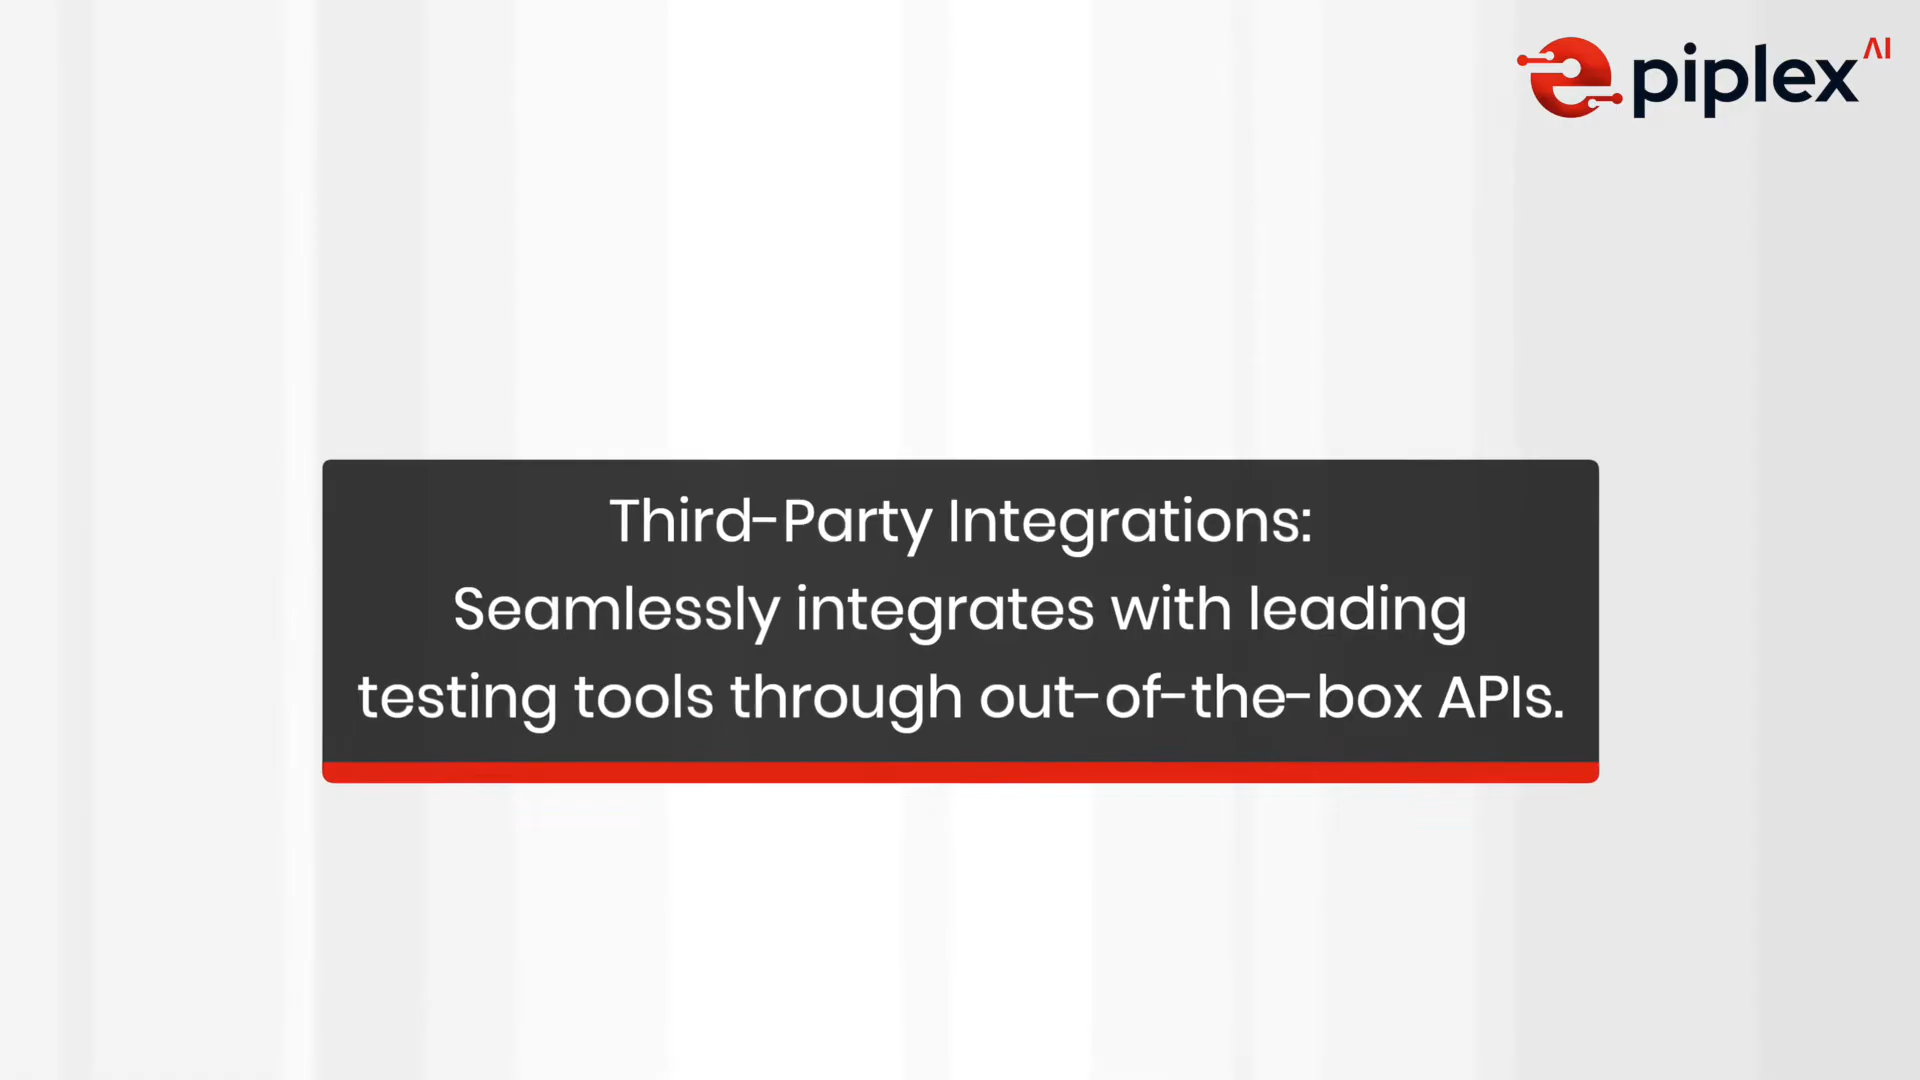 epiplex AI
Third-Party Integrations:
Seamlessly integrates with leading
testing tools through out-of-the-box APIs.